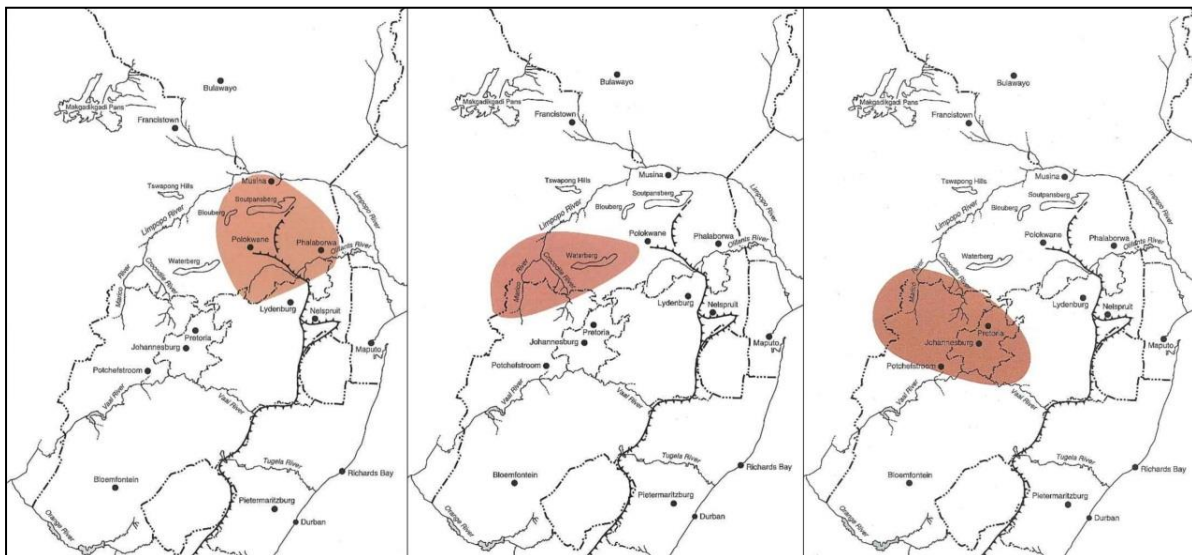 Bulawayo
Makgadikgadi Pans
Francistown
Musina
Tswapong Hills
Soutpansberg
Blouberg
Limpopo River
Limpopo River
Polokwane
Phalaborwa
Olifants River
Waterberg
Marico River
Crocodile River
Lydenburg
Nelspruit
Pretoria
Johannesburg
Maputo
Potchefstroom
Vaal River
Vaal River
Tugela River
Richards Bay
Bloemfontein
Pietermaritzburg
Orange River
Durban
Bulawayo
Makgadikgadi Pans
Francistown
Musina
Tswapong Hills
Soutpansberg
Blouberg
Limpopo River
Limpopo River
Polokwane
Phalaborwa
Olifants River
Waterberg
Marico River
Crocodile River
Lydenburg
Nelspruit
Pretoria
Johannesburg
Maputo
Potchefstroom
Vaal River
Vaal River
Tugela River
Richards Bay
Bloemfontein
Pietermaritzburg
Orange River
Durban
Bulawayo
Makgadikgadi Pans
Francistown
Musina
Tswapong Hills
Soutpansberg
Blouberg
Limpopo River
Limpopo River
Polokwane
Phalaborwa
Olifants River
Waterberg
Marico River
Crocodile River
Lydenburg
Nelspruit
Pretoria
Johannesburg
Maputo
Potchefstroom
Vaal River
Vaal River
Tugela River
Richards Bay
Bloemfontein
Pietermaritzburg
Orange River
Durban